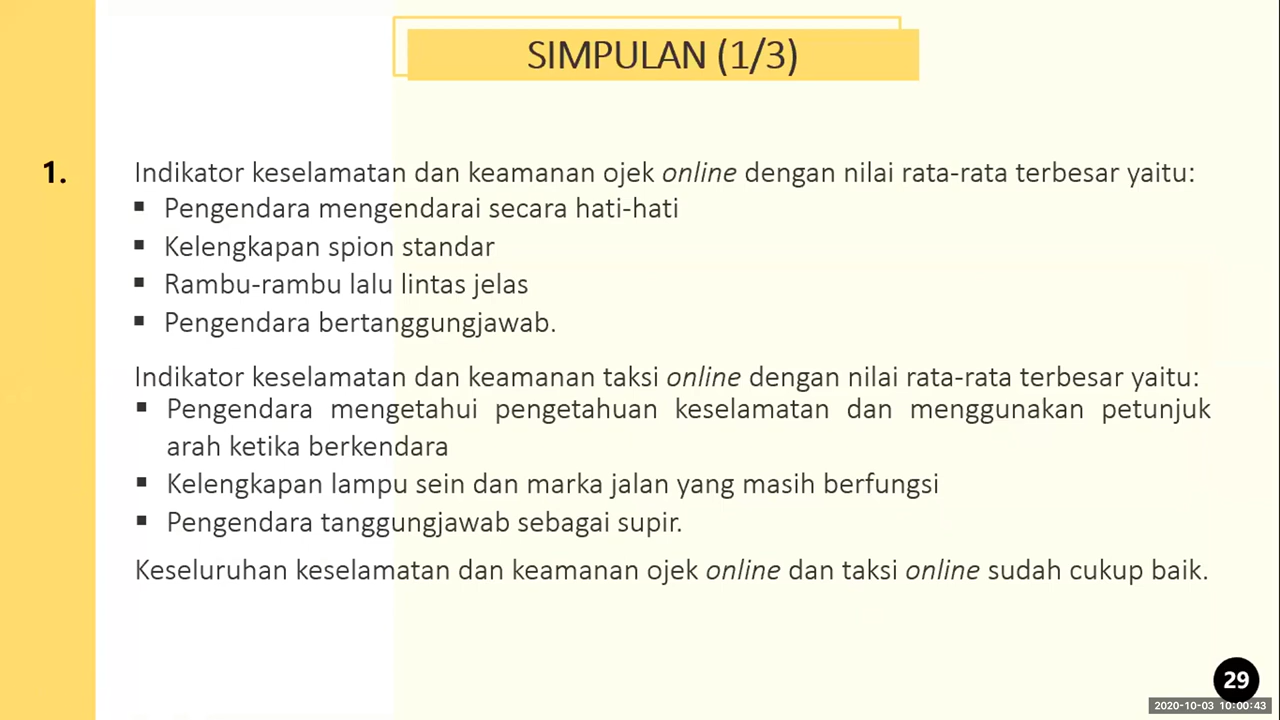 SIMPULAN (1/3)
1. Indikator keselamatan dan keamanan ojek online dengan nilai rata-rata terbesar yaitu:
▪ Pengendara mengendarai secara hati-hati
▪ Kelengkapan spion standar
▪ Rambu-rambu lalu lintas jelas
▪ Pengendara bertanggungjawab.
Indikator keselamatan dan keamanan taksi online dengan nilai rata-rata terbesar yaitu:
▪ Pengendara mengetahui pengetahuan keselamatan dan menggunakan petunjuk
arah ketika berkendara
▪ Kelengkapan lampu sein dan marka jalan yang masih berfungsi
▪ Pengendara tanggungjawab sebagai supir.
Keseluruhan keselamatan dan keamanan ojek online dan taksi online sudah cukup baik.
29
2020-10-03 10:00:43